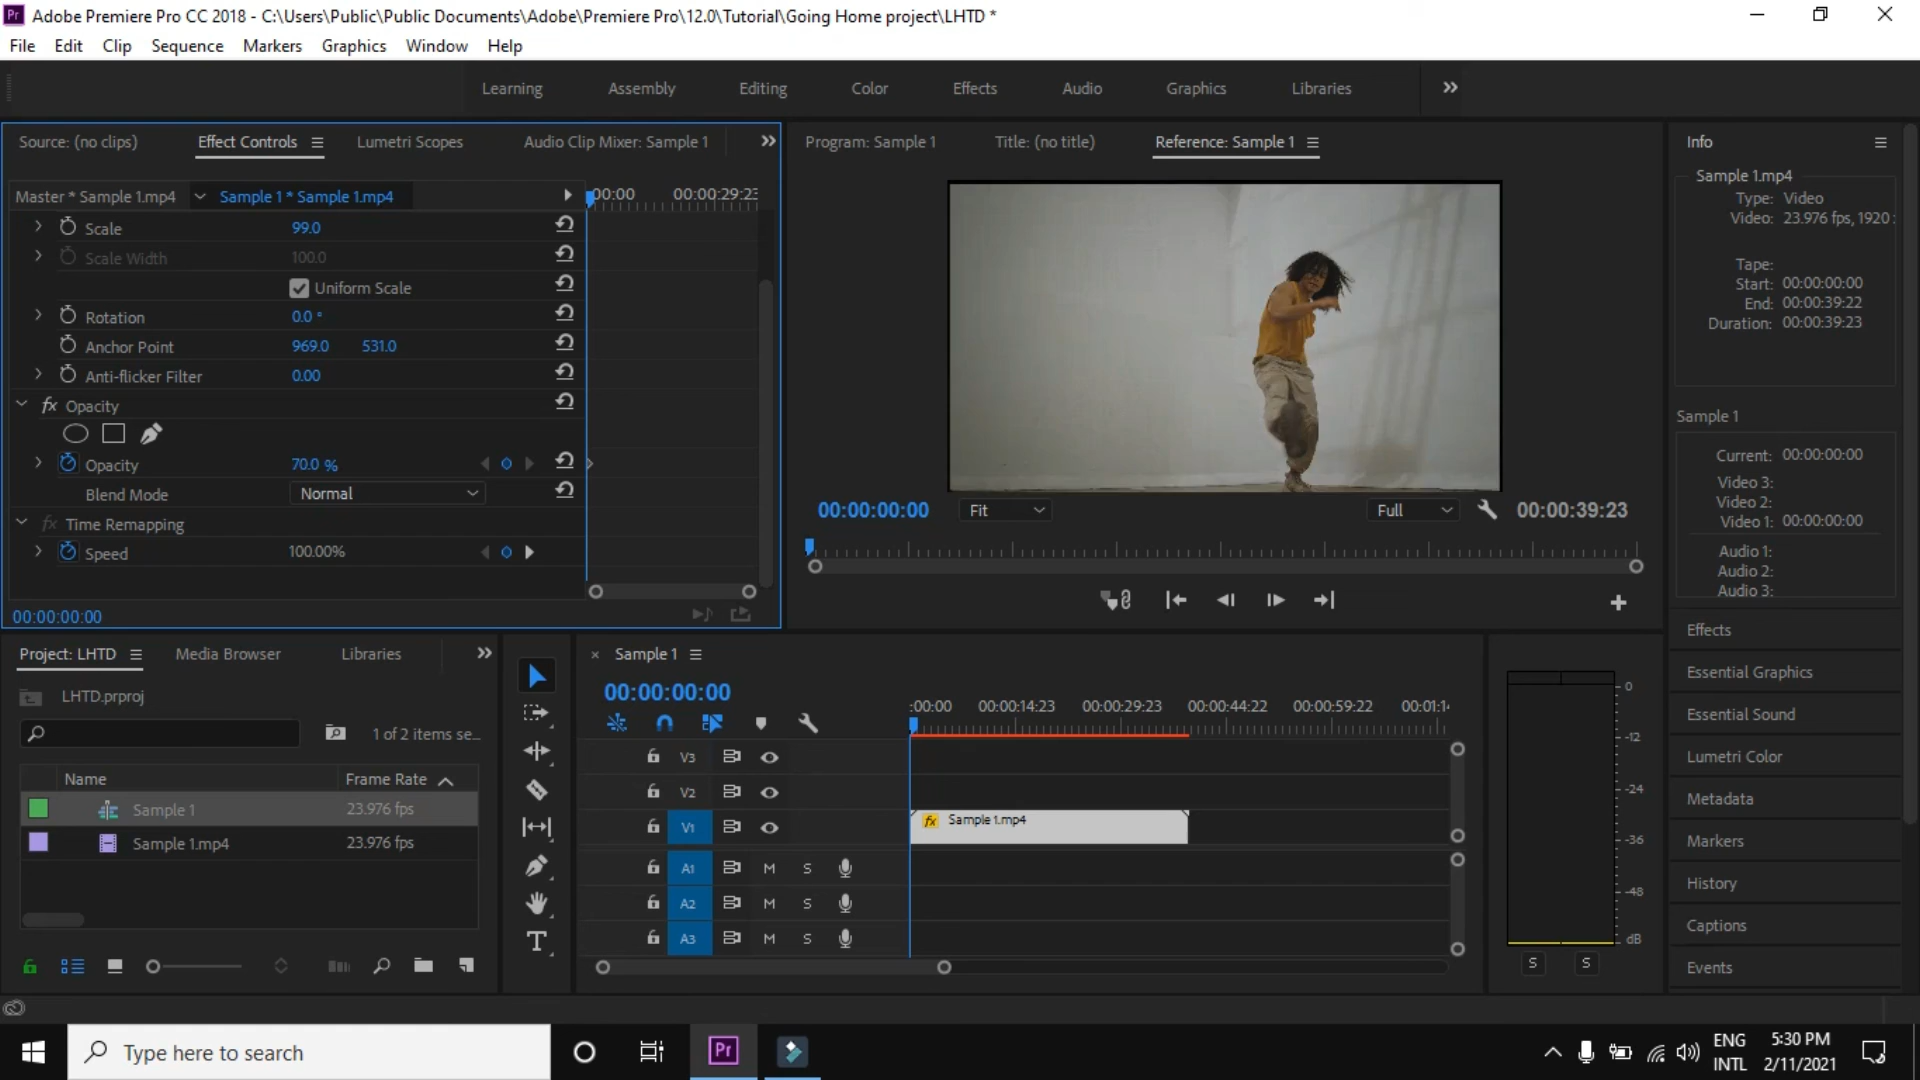 Adobe Premiere Pro CC 2018 - C:\Users\Public\Public Documents\Adobe\Premiere Pro\12.0\Tutorial\Going Home project\LHTD *
File Edit Clip Sequence Markers Graphics Window Help
Learning Assembly Editing Color Effects Audio Graphics Libraries
Source: (no clips) Effect Controls Lumetri Scopes Audio Clip Mixer: Sample 1
Master * Sample 1.mp4 Sample 1 * Sample 1.mp4
:00:00 00:00:29:23
Scale 99.0
Scale Width 100.0
Uniform Scale
Rotation 0.0 °
Anchor Point 969.0 531.0
Anti-flicker Filter 0.00
fx Opacity
Opacity 70.0 %
Blend Mode Normal
fx Time Remapping
Speed 100.00%
00:00:00:00
Program: Sample 1 Title: (no title) Reference: Sample 1
00:00:00:00 Fit Full 00:00:39:23
Info
Sample 1.mp4
Type: Video
Video: 23.976 fps, 1920
Tape:
Start: 00:00:00:00
End: 00:00:39:22
Duration: 00:00:39:23
Sample 1
Current: 00:00:00:00
Video 3:
Video 2:
Video 1: 00:00:00:00
Audio 1:
Audio 2:
Audio 3:
Effects
Essential Graphics
Essential Sound
Lumetri Color
Metadata
Markers
History
Captions
Events
Project: LHTD Media Browser Libraries
LHTD.prproj
1 of 2 items se...
Name Frame Rate
Sample 1 23.976 fps
Sample 1.mp4 23.976 fps
T
× Sample 1
00:00:00:00
:00:00 00:00:14:23 00:00:29:23 00:00:44:22 00:00:59:22 00:01:14
V3
V2
V1 fx Sample 1.mp4
A1 M S
A2 M S
A3 M S
0
-12
-24
-36
-48
dB
S S
Type here to search
Pr
ENG
INTL
5:30 PM
2/11/2021